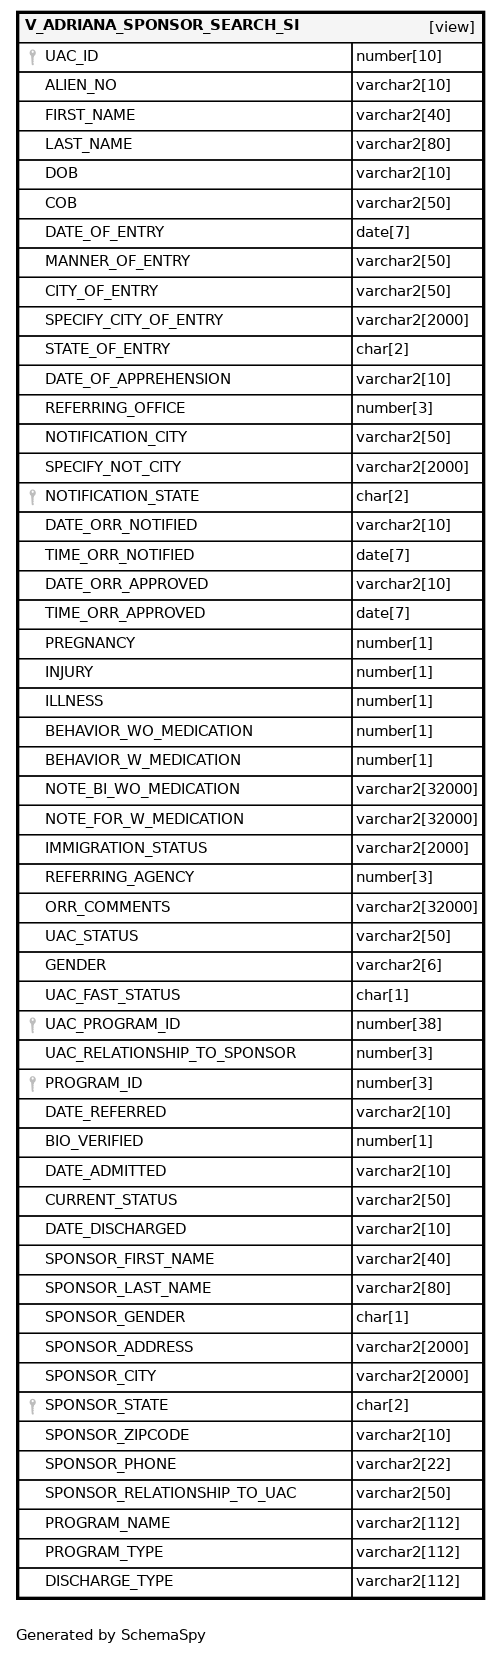 V_ADRIANA_SPONSOR_SEARCH_SI [view]
UAC_ID number[10]
ALIEN_NO varchar2[10]
FIRST_NAME varchar2[40]
LAST_NAME varchar2[80]
DOB varchar2[10]
COB varchar2[50]
DATE_OF_ENTRY date[7]
MANNER_OF_ENTRY varchar2[50]
CITY_OF_ENTRY varchar2[50]
SPECIFY_CITY_OF_ENTRY varchar2[2000]
STATE_OF_ENTRY char[2]
DATE_OF_APPREHENSION varchar2[10]
REFERRING_OFFICE number[3]
NOTIFICATION_CITY varchar2[50]
SPECIFY_NOT_CITY varchar2[2000]
NOTIFICATION_STATE char[2]
DATE_ORR_NOTIFIED varchar2[10]
TIME_ORR_NOTIFIED date[7]
DATE_ORR_APPROVED varchar2[10]
TIME_ORR_APPROVED date[7]
PREGNANCY number[1]
INJURY number[1]
ILLNESS number[1]
BEHAVIOR_WO_MEDICATION number[1]
BEHAVIOR_W_MEDICATION number[1]
NOTE_BI_WO_MEDICATION varchar2[32000]
NOTE_FOR_W_MEDICATION varchar2[32000]
IMMIGRATION_STATUS varchar2[2000]
REFERRING_AGENCY number[3]
ORR_COMMENTS varchar2[32000]
UAC_STATUS varchar2[50]
GENDER varchar2[6]
UAC_FAST_STATUS char[1]
UAC_PROGRAM_ID number[38]
UAC_RELATIONSHIP_TO_SPONSOR number[3]
PROGRAM_ID number[3]
DATE_REFERRED varchar2[10]
BIO_VERIFIED number[1]
DATE_ADMITTED varchar2[10]
CURRENT_STATUS varchar2[50]
DATE_DISCHARGED varchar2[10]
SPONSOR_FIRST_NAME varchar2[40]
SPONSOR_LAST_NAME varchar2[80]
SPONSOR_GENDER char[1]
SPONSOR_ADDRESS varchar2[2000]
SPONSOR_CITY varchar2[2000]
SPONSOR_STATE char[2]
SPONSOR_ZIPCODE varchar2[10]
SPONSOR_PHONE varchar2[22]
SPONSOR_RELATIONSHIP_TO_UAC varchar2[50]
PROGRAM_NAME varchar2[112]
PROGRAM_TYPE varchar2[112]
DISCHARGE_TYPE varchar2[112]
Generated by SchemaSpy